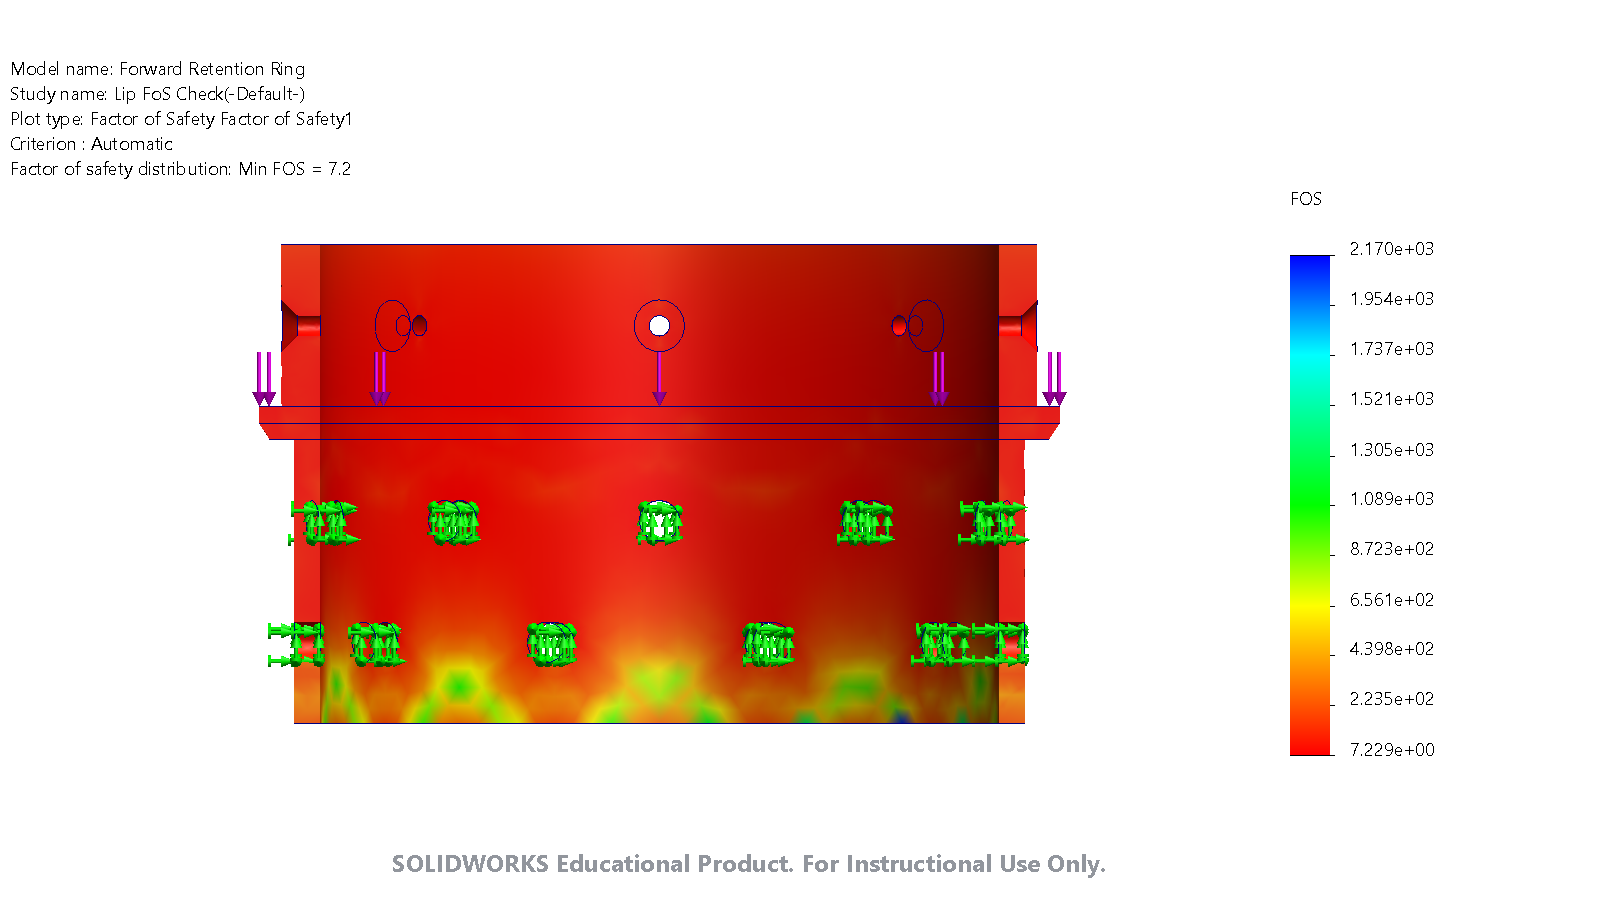 Model name: Forward Retention Ring
Study name: Lip FoS Check(-Default-)
Plot type: Factor of Safety Factor of Safety1
Criterion : Automatic
Factor of safety distribution: Min FOS = 7.2
FOS
2.170e+03
1.954e+03
1.737e+03
1.521e+03
1.305e+03
1.089e+03
8.723e+02
6.561e+02
4.398e+02
2.235e+02
7.229e+00
SOLIDWORKS Educational Product. For Instructional Use Only.